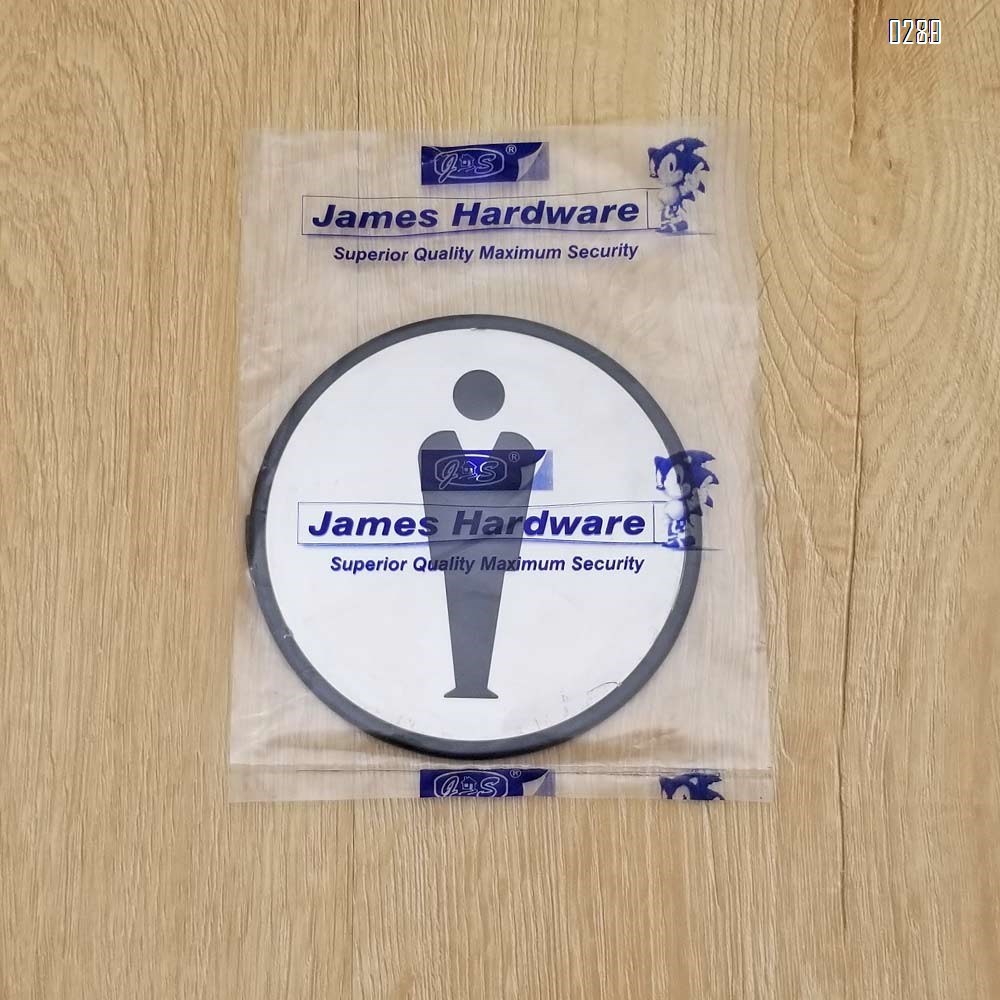 0288
J S ®
James Hardware
Superior Quality Maximum Security
J S ®
James Hardware
Superior Quality Maximum Security
J S ®